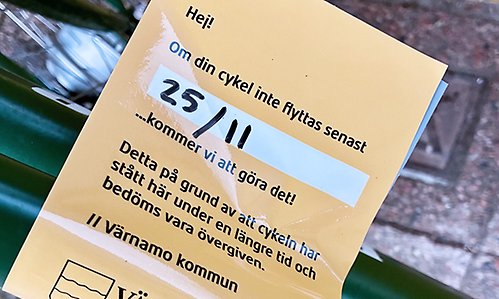 Hej!
Om din cykel inte flyttas senast
25/11
...kommer vi att göra det!
Detta på grund av att cykeln har
stått här under en längre tid och
bedöms vara övergiven.
// Värnamo kommun